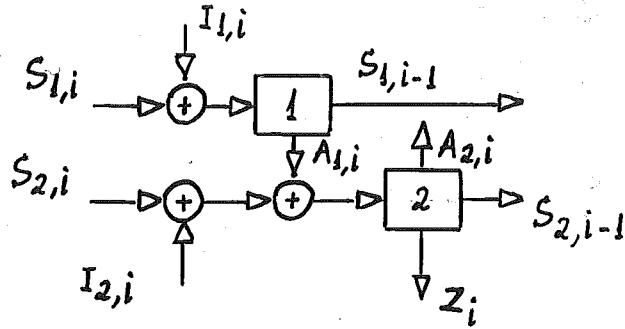 I1,i
S1,i
+
1
S1,i-1
A1,i
A2,i
S2,i
+
+
2
S2,i-1
I2,i
Zi